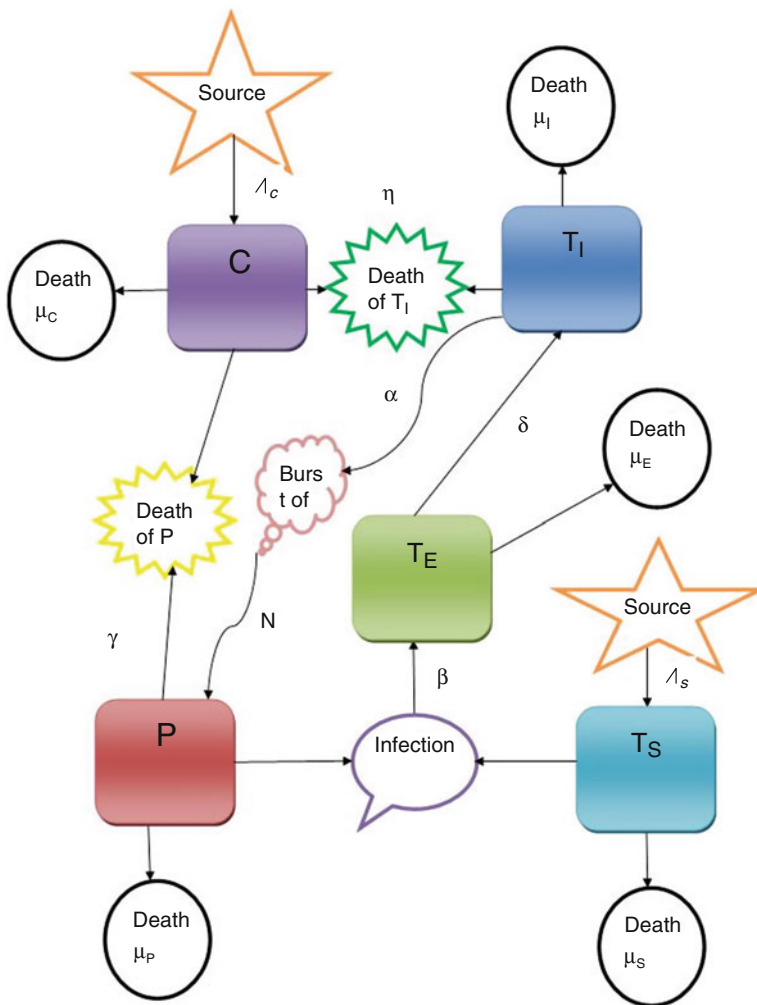 Source
Death
μI
Λc
η
C
TI
Death
μC
Death
of TI
α
δ
Death
μE
Burs
t of
Death
of P
TE
Source
N
γ
β
Λs
P
Infection
TS
Death
μP
Death
μS